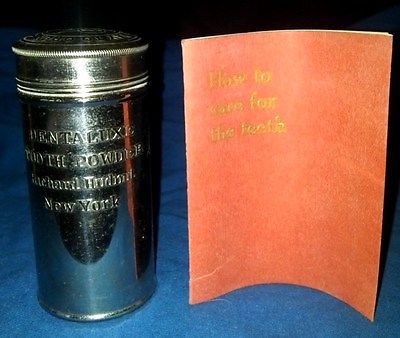 DENTALUXE
TOOTH POWDER
Richard Hudnut
New York
How to
care for
the teeth